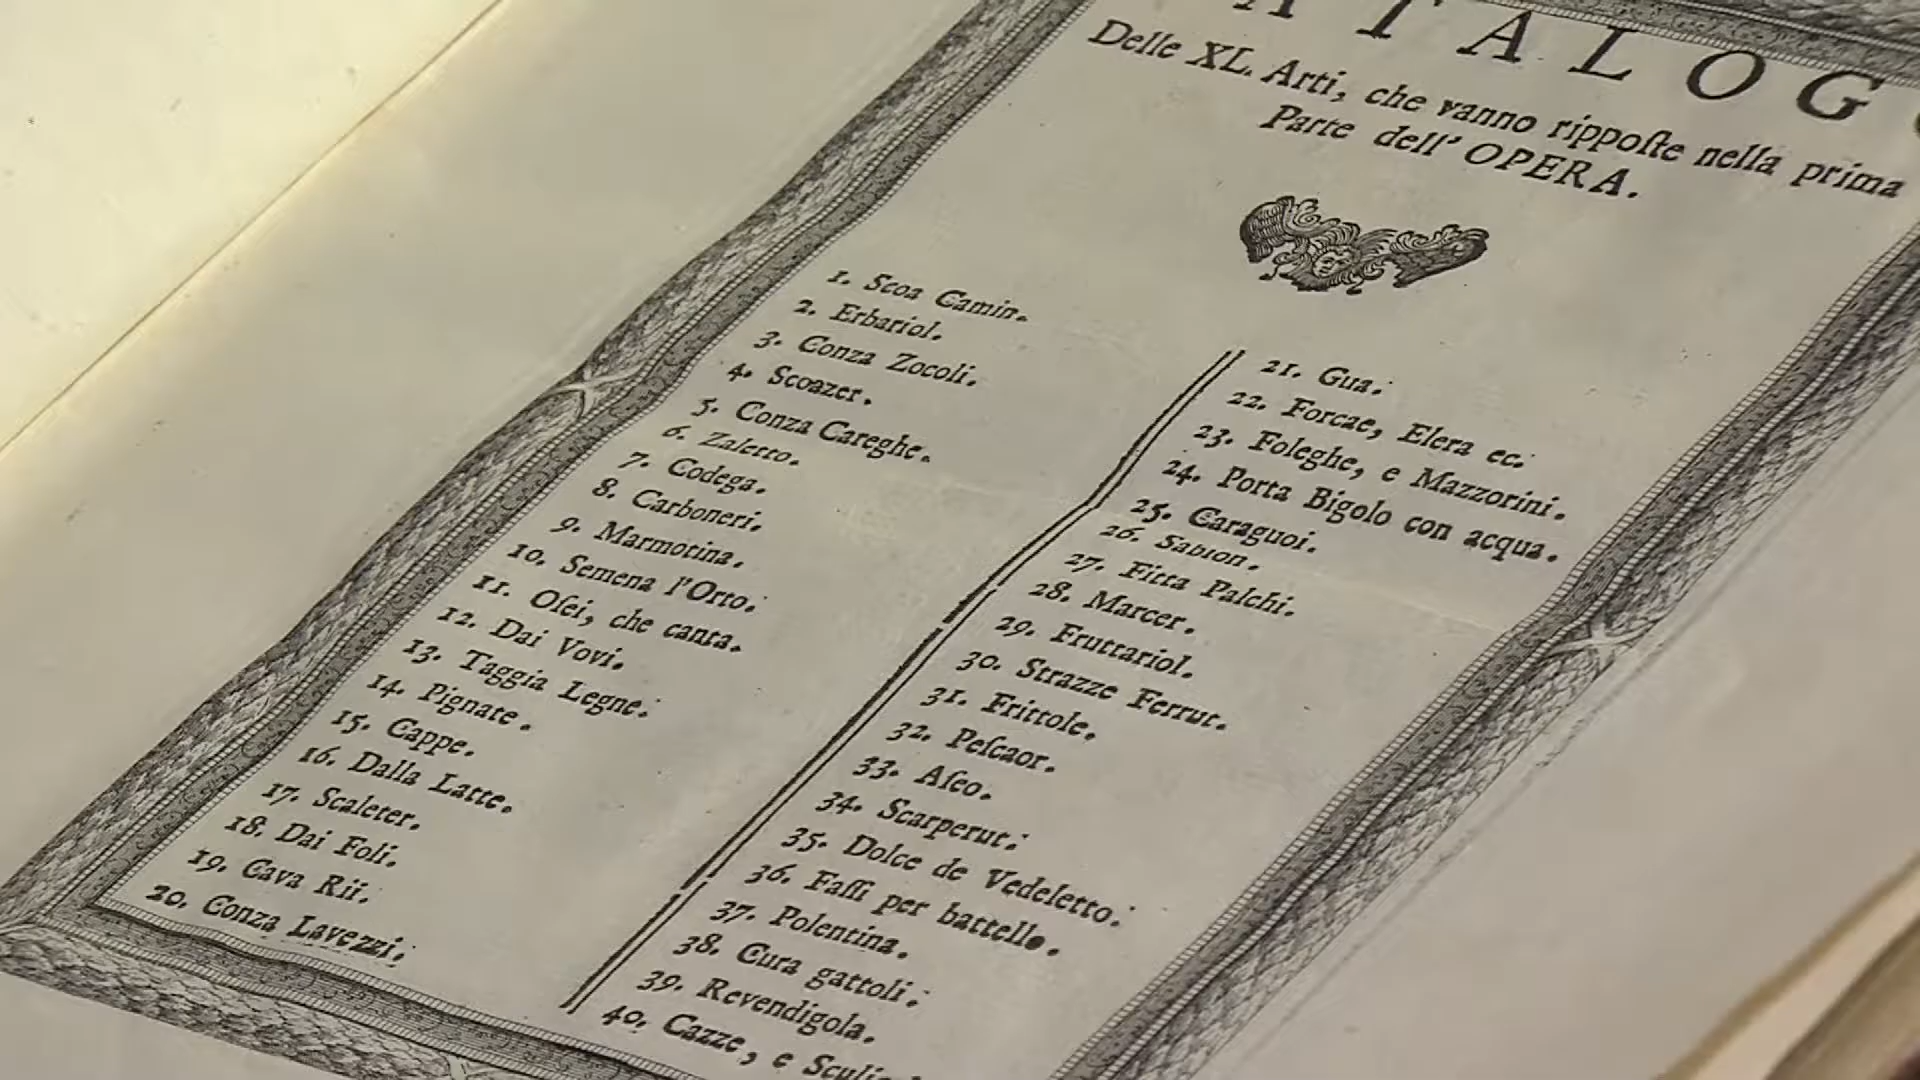 ATALOG
Delle XL. Arti, che vanno rippoſte nella prima
Parte dell' OPERA.
1. Scoa Camin.
2. Erbariol.
3. Conza Zocoli.
4. Scoazer.
5. Conza Careghe.
6. Zaletto.
7. Codega.
8. Carboneri.
9. Marmotina.
10. Semena l'Orto.
11. Oſei, che canta.
12. Dai Vovi.
13. Taggia Legne.
14. Pignate.
15. Cappe.
16. Dalla Latte.
17. Scaleter.
18. Dai Foli.
19. Cava Rii.
20. Conza Lavezzi.
21. Gua.
22. Forcae, Elera ec.
23. Foleghe, e Mazzorini.
24. Porta Bigolo con acqua.
25. Caraguoi.
26. Sabion.
27. Fitta Palchi.
28. Marcer.
29. Fruttariol.
30. Strazze Ferrut.
31. Frittole.
32. Peſcaor.
33. Aſeo.
34. Scarperut.
35. Dolce de Vedeletto.
36. Faſſi per battello.
37. Polentina.
38. Cura gattoli.
39. Revendigola.
40. Cazze, e